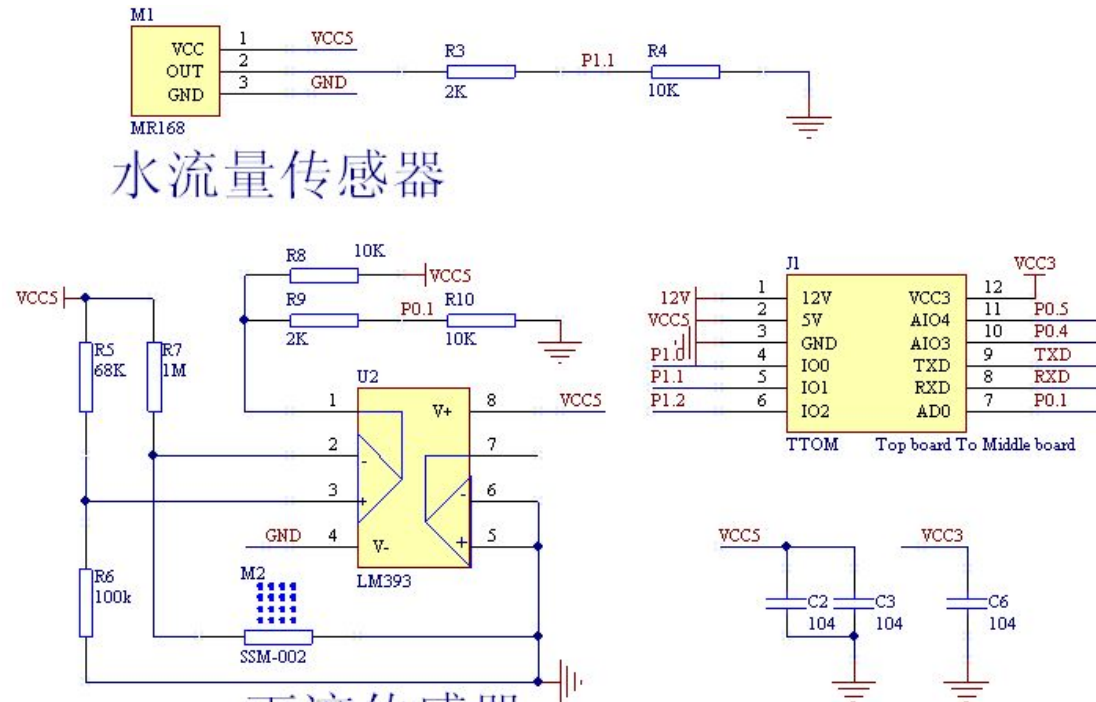 M1
VCC 1 VCC5
OUT 2
GND 3 GND
MR168
R3
2K
P1.1
R4
10K
水流量传感器
VCC5
R5
68K
R7
1M
R8 10K
VCC5
R9
2K
P0.1
R10
10K
U2
1 V+ 8 VCC5
2 - 7
3 + - 6
GND 4 V- + 5
LM393
R6
100k
M2
SSM-002
J1
VCC3
12V 1 12V VCC3 12
VCC5 2 5V AIO4 11 P0.5
3 GND AIO3 10 P0.4
P1.0 4 IO0 TXD 9 TXD
P1.1 5 IO1 RXD 8 RXD
P1.2 6 IO2 AD0 7 P0.1
TTOM Top board To Middle board
VCC5
C2
104
C3
104
VCC3
C6
104
传感器